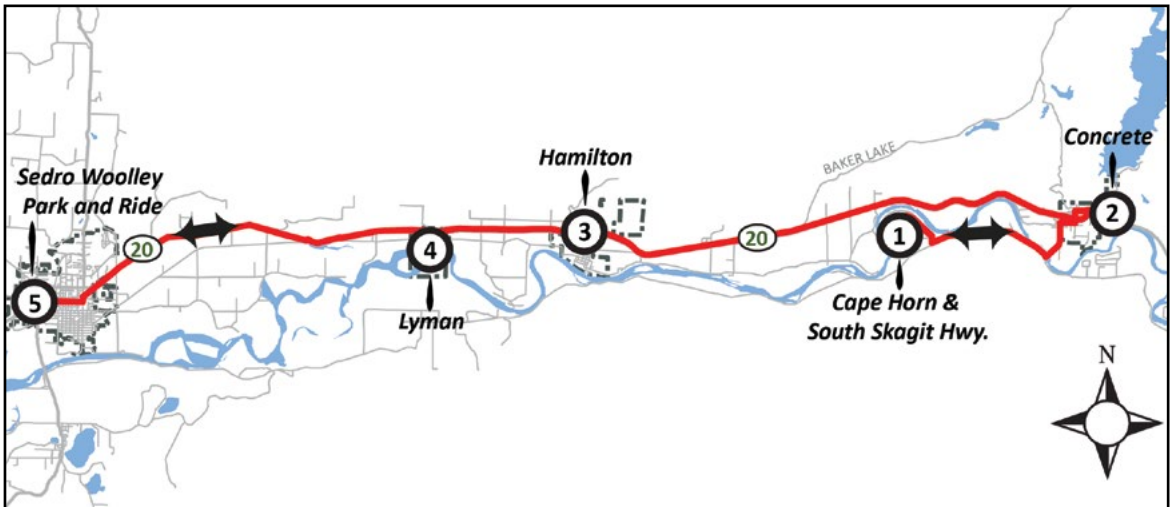 Concrete
BAKER LAKE
Hamilton
Sedro Woolley
Park and Ride
2
3
20
4
1
20
5
Lyman
Cape Horn &
South Skagit Hwy.
N